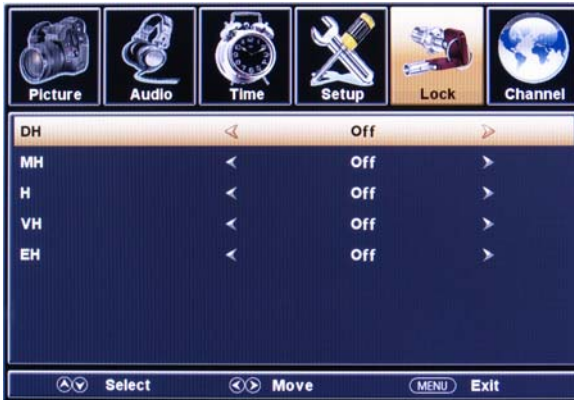 Picture Audio Time Setup Lock Channel
DH Off
MH Off
H Off
VH Off
EH Off
Select Move MENU Exit